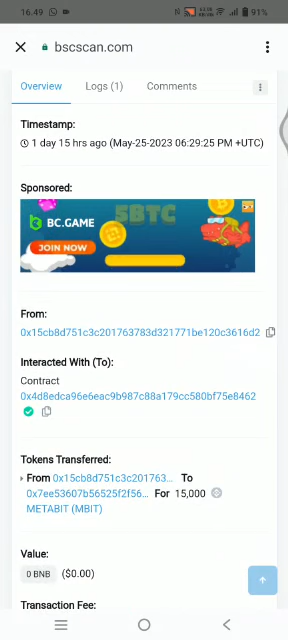 16.49
91%
bscscan.com
Overview
Logs (1)
Comments
Timestamp:
1 day 15 hrs ago (May-25-2023 06:29:25 PM +UTC)
Sponsored:
BC.GAME
5BTC
JOIN NOW
From:
0x15cb8d751c3c201763783d321771be120c3616d2
Interacted With (To):
Contract
0x4d8edca96e6eac9b987c88a179cc580bf75e8462
Tokens Transferred:
From 0x15cb8d751c3c201763... To
0x7ee53607b56525f2f56... For 15,000
METABIT (MBIT)
Value:
0 BNB ($0.00)
Transaction Fee: